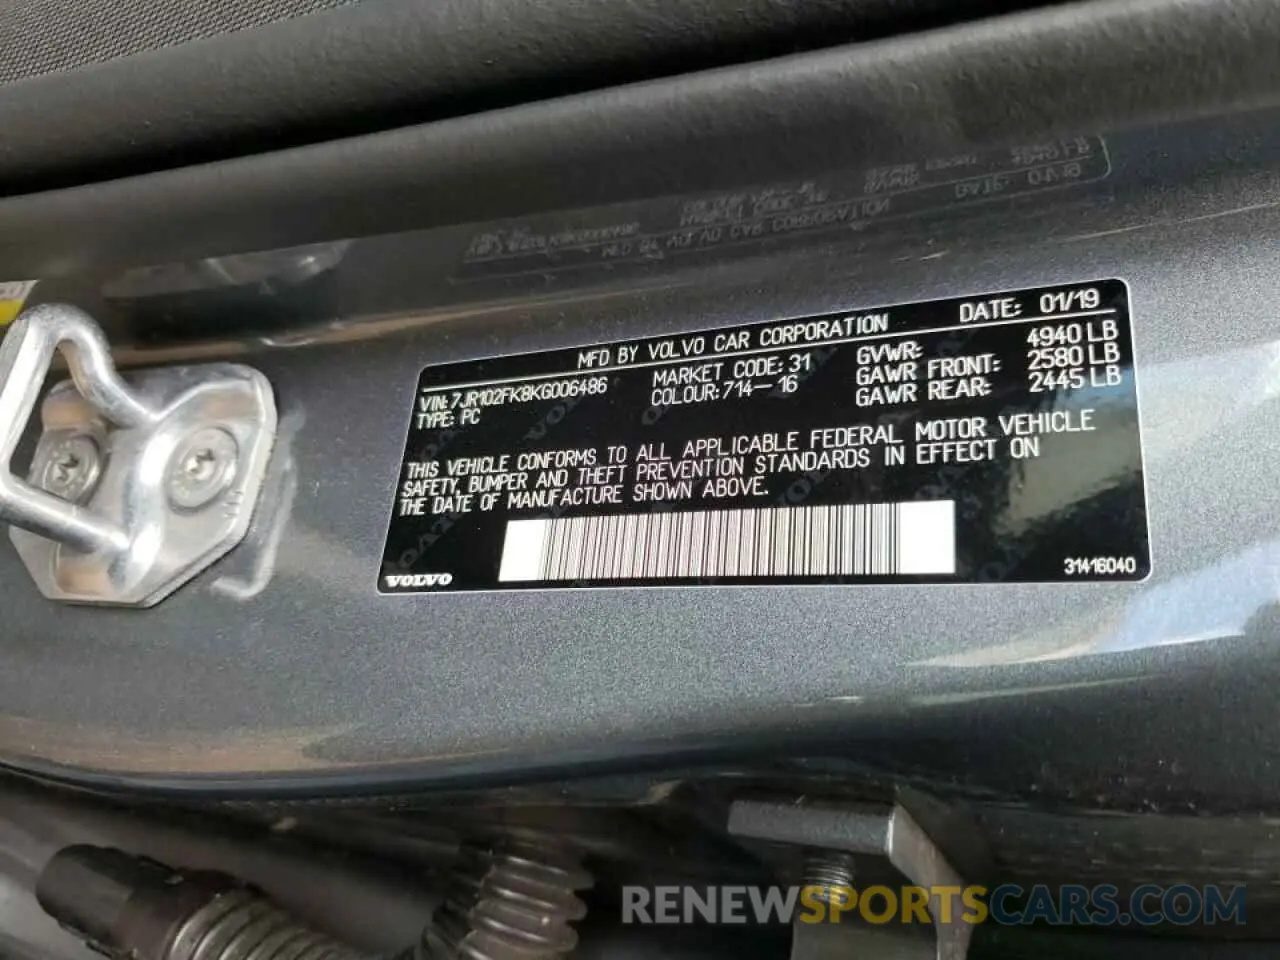 MFD BY VOLVO CAR CORPORATION DATE: 01/19
VIN: 7JR102FK8KG006486 MARKET CODE: 31 GVWR: 4940 LB
TYPE: PC COLOUR: 714-16 GAWR FRONT: 2580 LB
GAWR REAR: 2445 LB
THIS VEHICLE CONFORMS TO ALL APPLICABLE FEDERAL MOTOR VEHICLE
SAFETY, BUMPER AND THEFT PREVENTION STANDARDS IN EFFECT ON
THE DATE OF MANUFACTURE SHOWN ABOVE.
VOLVO
31416040
RENEWSPORTSCARS.COM